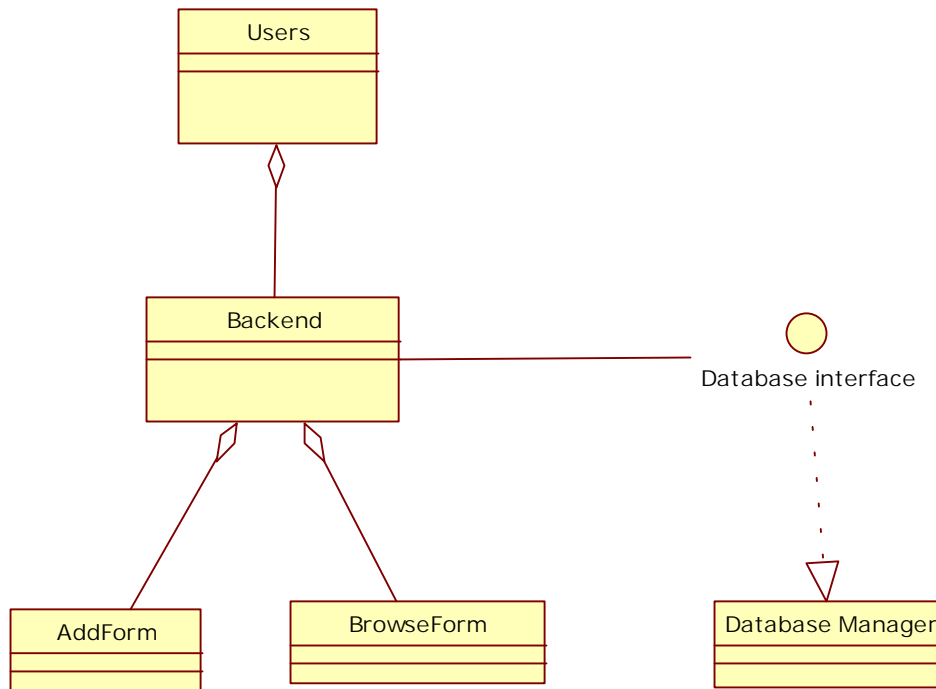 Users
Backend
Database interface
AddForm
BrowseForm
Database Manager